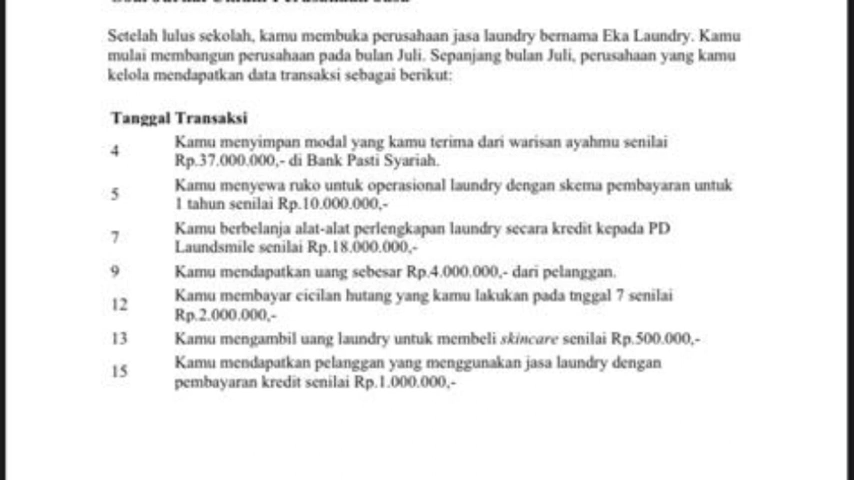 Setelah lulus sekolah, kamu membuka perusahaan jasa laundry bernama Eka Laundry. Kamu
mulai membangun perusahaan pada bulan Juli. Sepanjang bulan Juli, perusahaan yang kamu
kelola mendapatkan data transaksi sebagai berikut:
Tanggal Transaksi
4 Kamu menyimpan modal yang kamu terima dari warisan ayahmu senilai
Rp.37.000.000,- di Bank Pasti Syariah.
5 Kamu menyewa ruko untuk operasional laundry dengan skema pembayaran untuk
1 tahun senilai Rp.10.000.000,-
7 Kamu berbelanja alat-alat perlengkapan laundry secara kredit kepada PD
Laundsmile senilai Rp.18.000.000,-
9 Kamu mendapatkan uang sebesar Rp.4.000.000,- dari pelanggan.
12 Kamu membayar cicilan hutang yang kamu lakukan pada tnggal 7 senilai
Rp.2.000.000,-
13 Kamu mengambil uang laundry untuk membeli skincare senilai Rp.500.000,-
15 Kamu mendapatkan pelanggan yang menggunakan jasa laundry dengan
pembayaran kredit senilai Rp.1.000.000,-